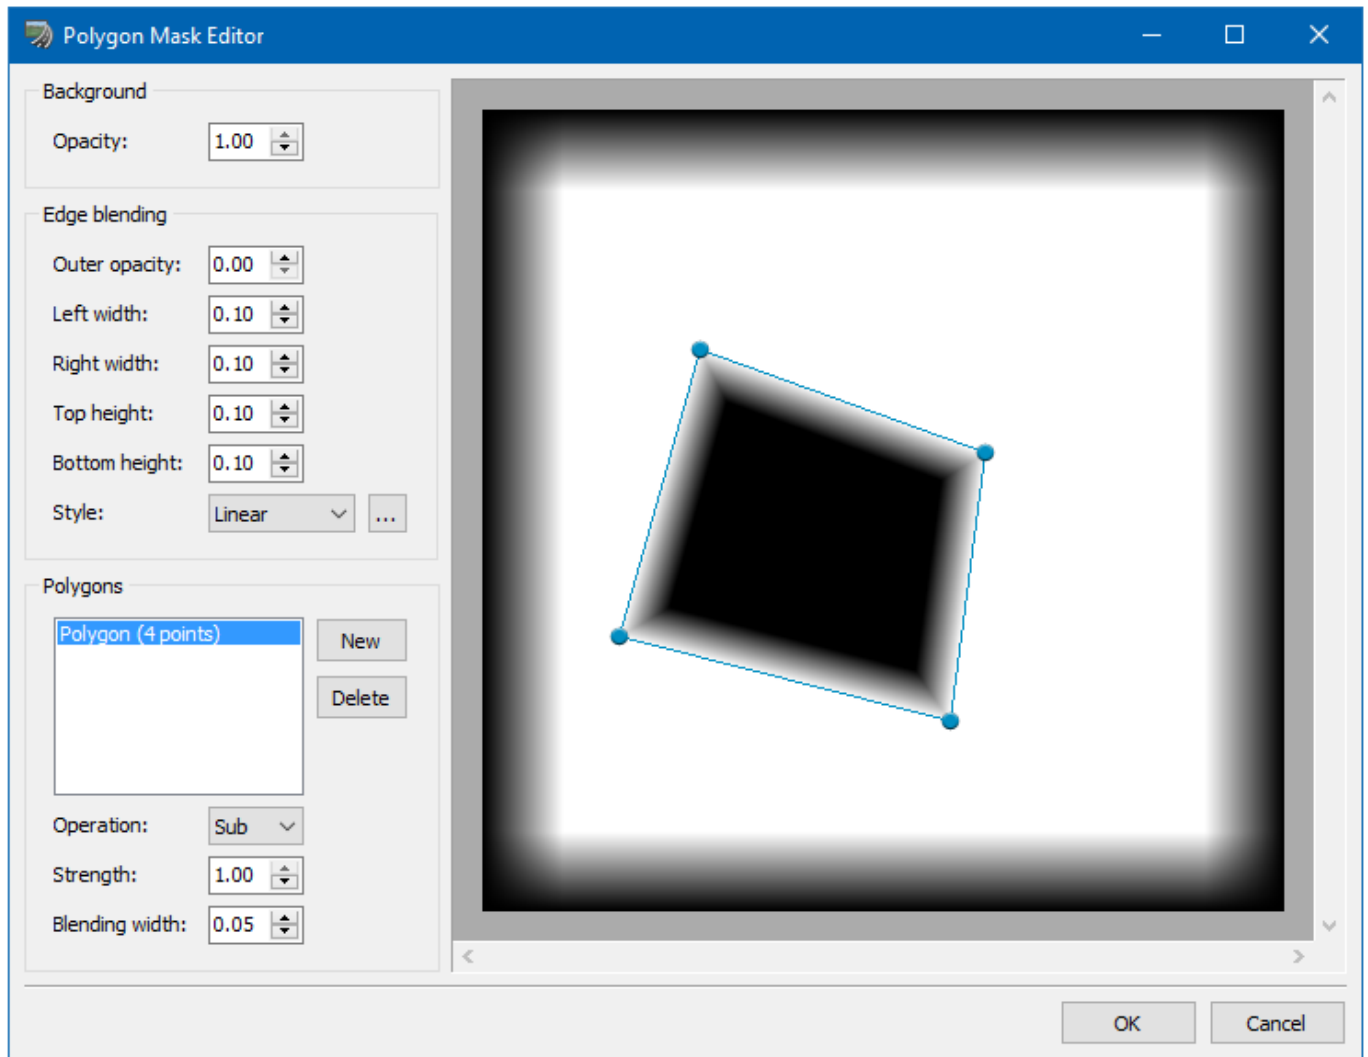 Polygon Mask Editor
Background
Opacity: 1.00
Edge blending
Outer opacity: 0.00
Left width: 0.10
Right width: 0.10
Top height: 0.10
Bottom height: 0.10
Style: Linear ...
Polygons
Polygon (4 points)
New
Delete
Operation: Sub
Strength: 1.00
Blending width: 0.05
OK Cancel